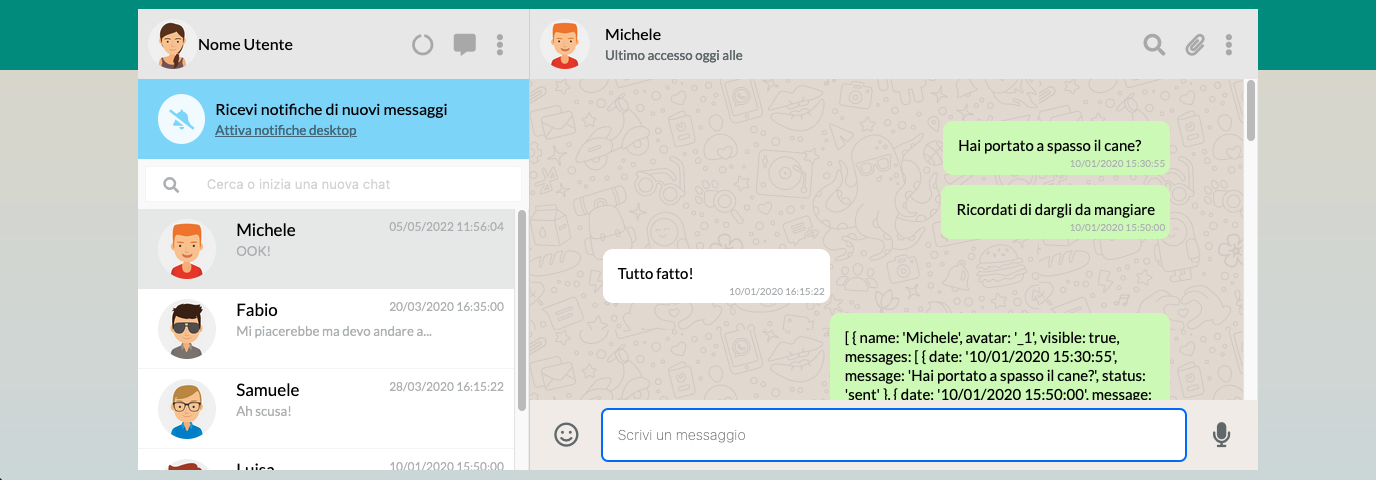 Nome Utente
Ricevi notifiche di nuovi messaggi
Attiva notifiche desktop
Cerca o inizia una nuova chat
Michele
05/05/2022 11:56:04
OOK!
Fabio
20/03/2020 16:35:00
Mi piacerebbe ma devo andare a...
Samuele
28/03/2020 16:15:22
Ah scusa!
Luisa
10/01/2020 15:50:00
Michele
Ultimo accesso oggi alle
Hai portato a spasso il cane?
10/01/2020 15:30:55
Ricordati di dargli da mangiare
10/01/2020 15:50:00
Tutto fatto!
10/01/2020 16:15:22
[ { name: 'Michele', avatar: '_1', visible: true,
messages: [ { date: '10/01/2020 15:30:55',
message: 'Hai portato a spasso il cane?', status:
'sent' }, { date: '10/01/2020 15:50:00', message:
Scrivi un messaggio